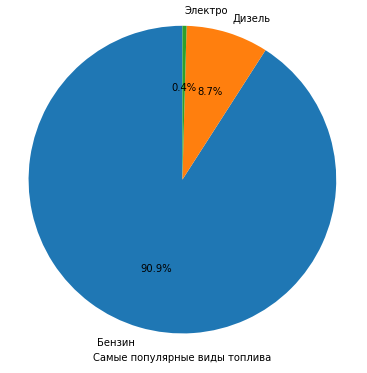 Электро
Дизель
0.4%
8.7%
90.9%
Бензин
Самые популярные виды топлива